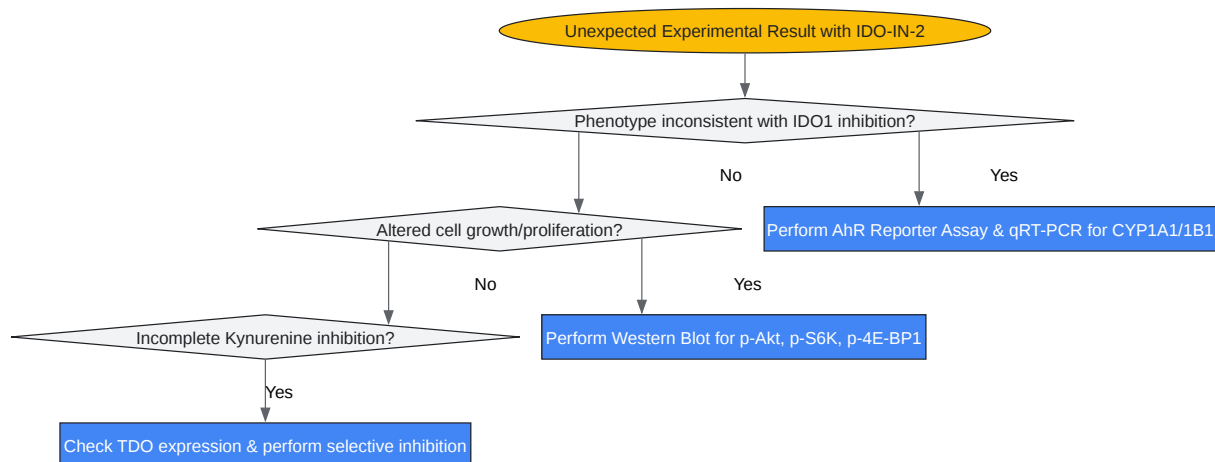 Unexpected Experimental Result with IDO-IN-2
Phenotype inconsistent with IDO1 inhibition?
No
Yes
Altered cell growth/proliferation?
Perform AhR Reporter Assay & qRT-PCR for CYP1A1/1B1
No
Yes
Incomplete Kynurenine inhibition?
Perform Western Blot for p-Akt, p-S6K, p-4E-BP1
Yes
Check TDO expression & perform selective inhibition